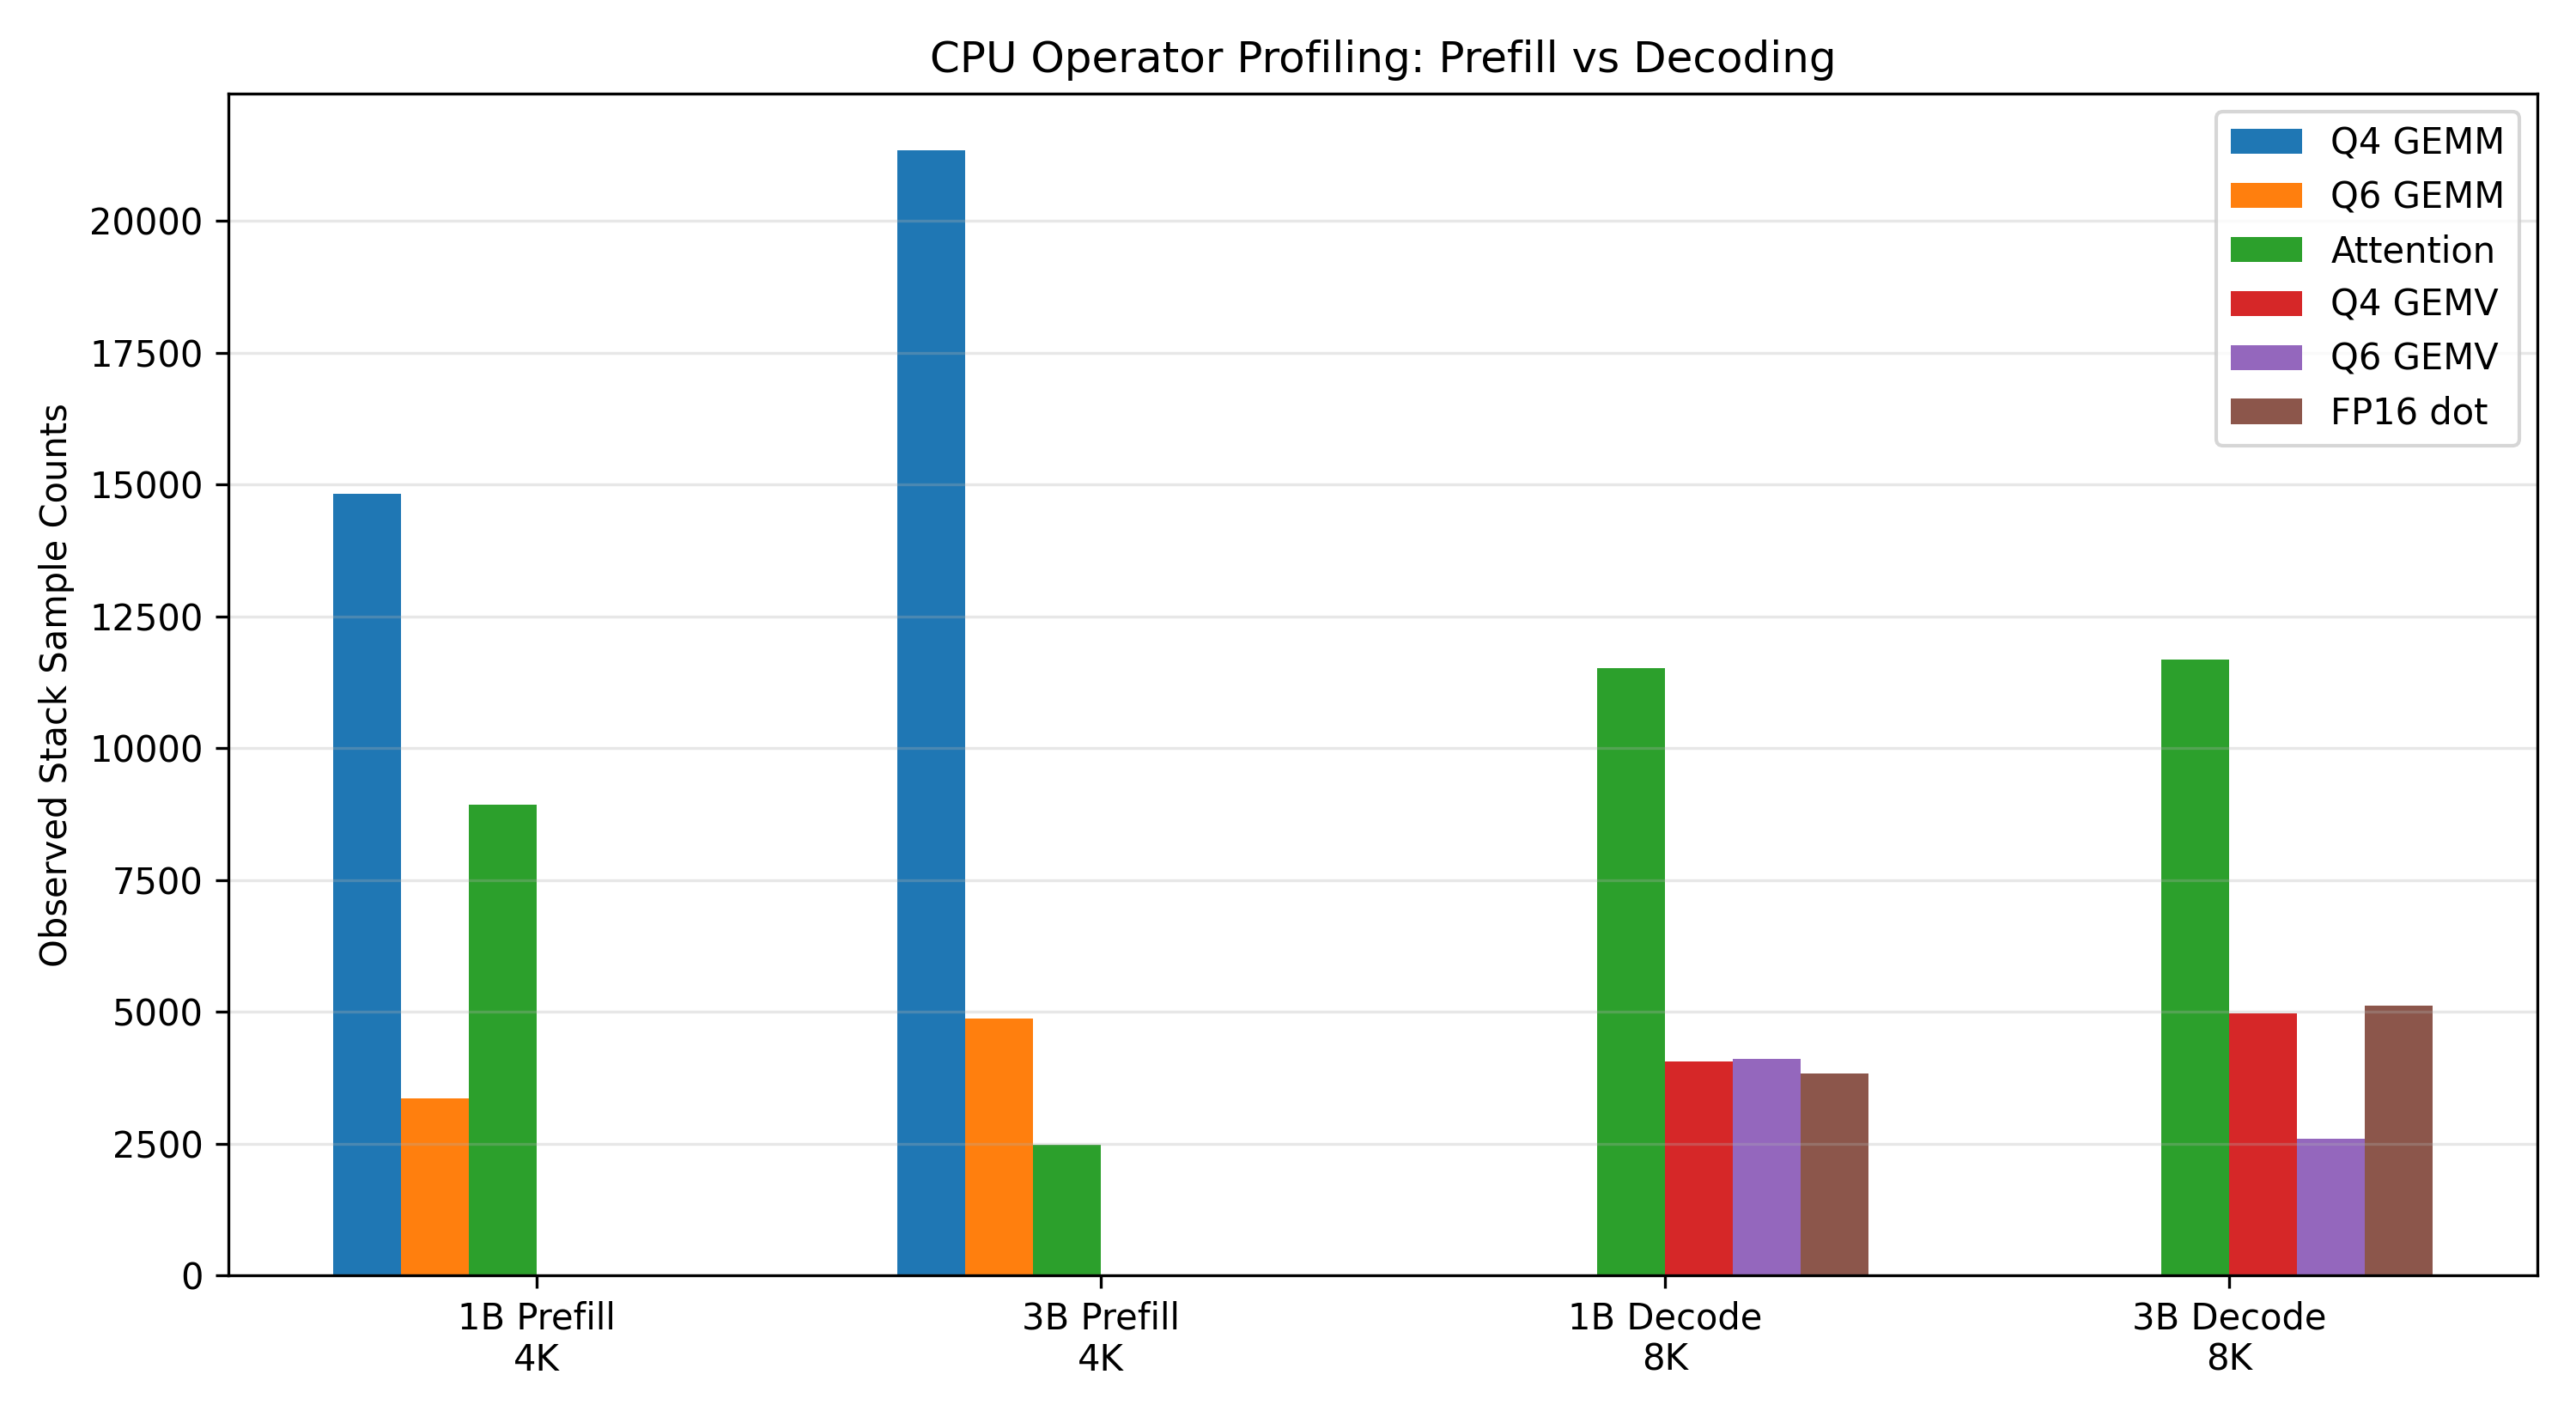 CPU Operator Profiling: Prefill vs Decoding
Observed Stack Sample Counts
20000
17500
15000
12500
10000
7500
5000
2500
0
Q4 GEMM
Q6 GEMM
Attention
Q4 GEMV
Q6 GEMV
FP16 dot
1B Prefill
4K
3B Prefill
4K
1B Decode
8K
3B Decode
8K